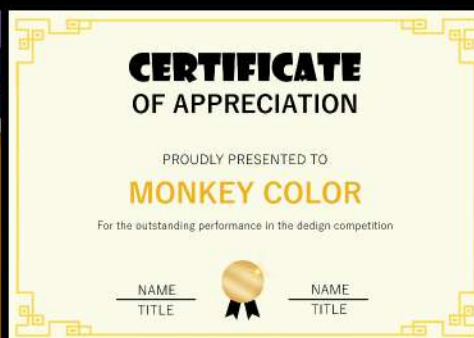 CERTIFICATE
OF APPRECIATION
PROUDLY PRESENTED TO
MONKEY COLOR
For the outstanding performance in the dedign competition
NAME NAME
TITLE TITLE